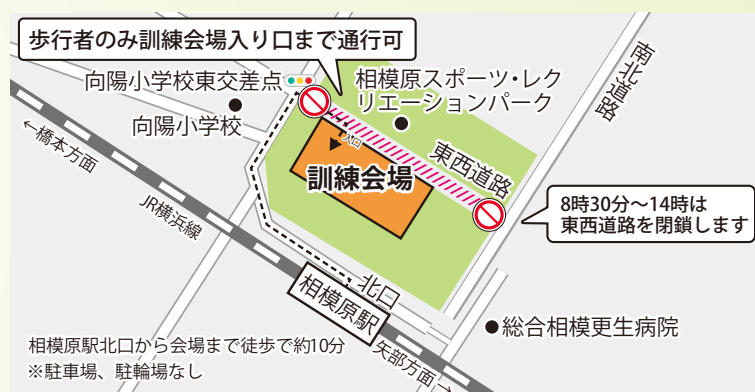 歩行者のみ訓練会場入り口まで通行可
向陽小学校東交差点
相模原スポーツ・レク
リエーションパーク
南北道路
向陽小学校
入口
←橋本方面
訓練会場
東西道路
8時30分～14時は
東西道路を閉鎖します
JR横浜線
北口
相模原駅
総合相模更生病院
相模原駅北口から会場まで徒歩で約10分
※駐車場、駐輪場なし
矢部方面→